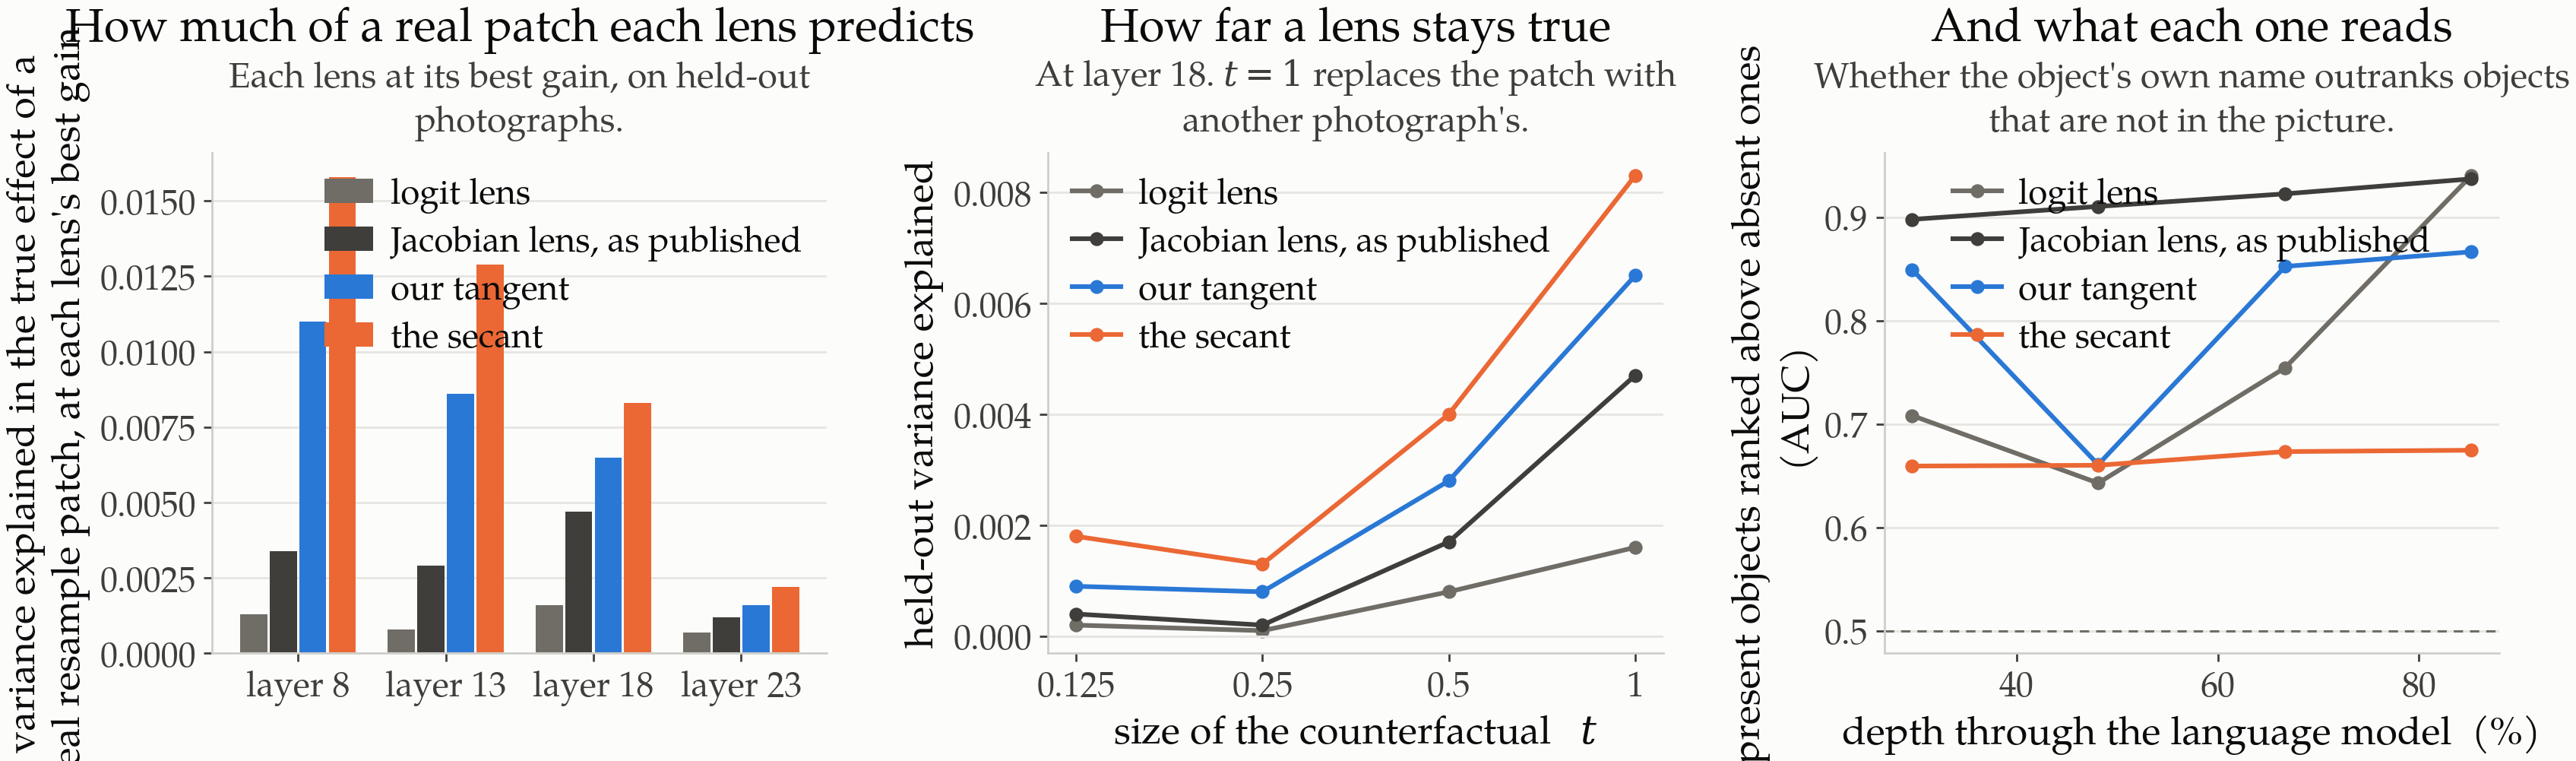 How much of a real patch each lens predicts
Each lens at its best gain, on held-out
photographs.
variance explained in the true effect of a
eal resample patch, at each lens's best gain
0.0150
0.0125
0.0100
0.0075
0.0050
0.0025
0.0000
logit lens
Jacobian lens, as published
our tangent
the secant
layer 8
layer 13
layer 18
layer 23
How far a lens stays true
At layer 18. t = 1 replaces the patch with
another photograph's.
held-out variance explained
0.008
0.006
0.004
0.002
0.000
logit lens
Jacobian lens, as published
our tangent
the secant
0.125
0.25
0.5
1
size of the counterfactual t
And what each one reads
Whether the object's own name outranks objects
that are not in the picture.
present objects ranked above absent ones
(AUC)
0.9
0.8
0.7
0.6
0.5
logit lens
Jacobian lens, as published
our tangent
the secant
40
60
80
depth through the language model (%)